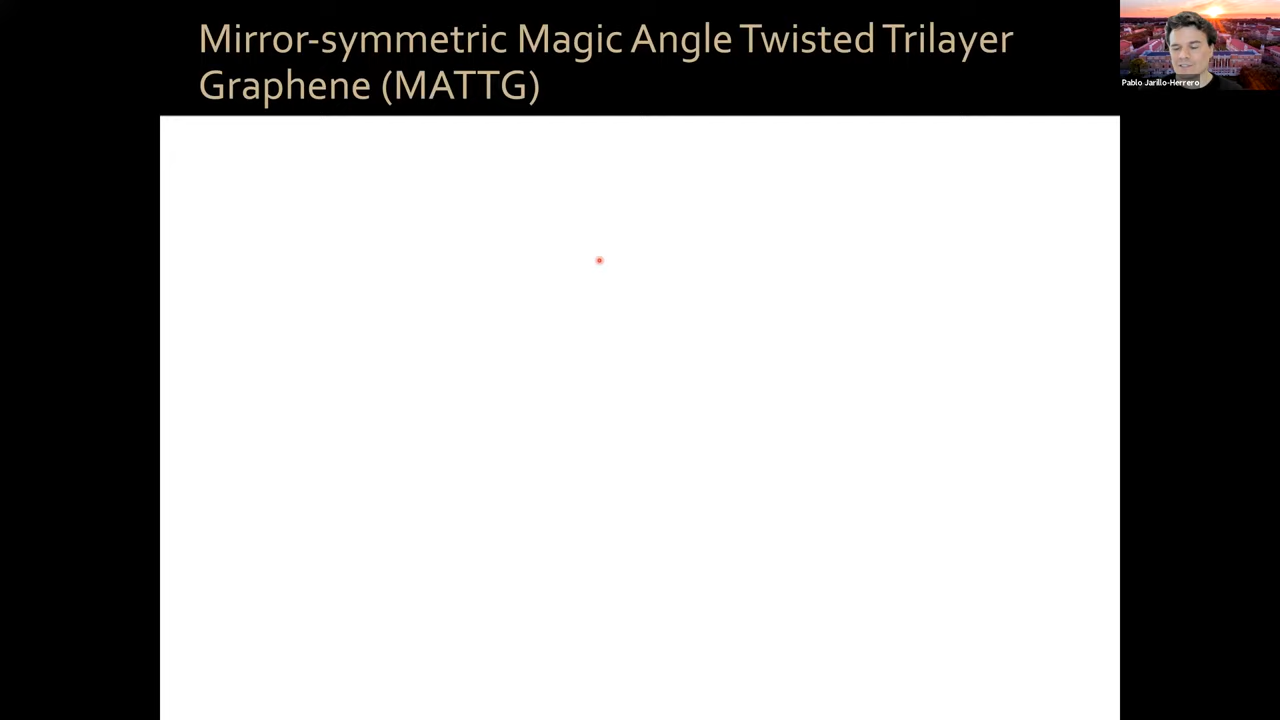 Mirror-symmetric Magic Angle Twisted Trilayer
Graphene (MATTG)
Pablo Jarillo-Herrero